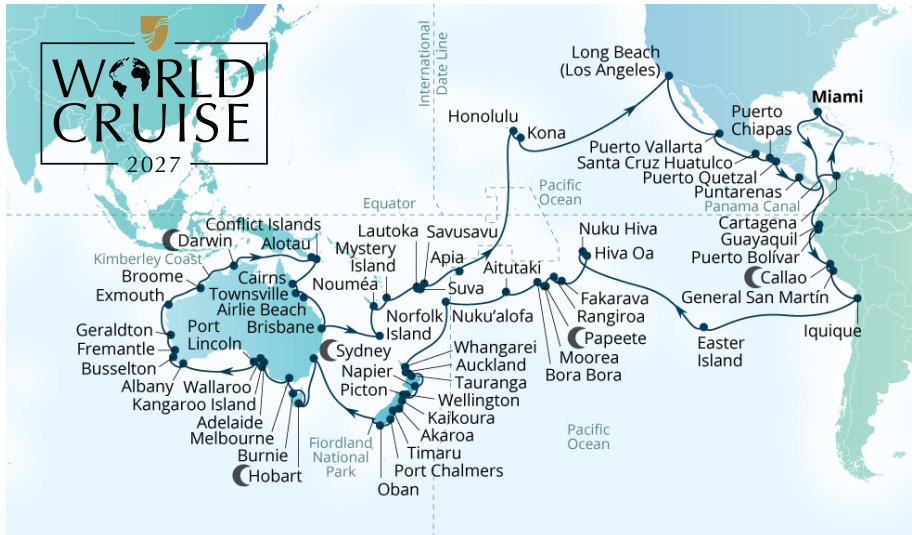 WORLD
CRUISE
2027
International
Date Line
Long Beach
(Los Angeles)
Miami
Honolulu
Kona
Puerto
Chiapas
Puerto Vallarta
Santa Cruz Huatulco
Puerto Quetzal
Puntarenas
Panama Canal
Pacific
Ocean
Equator
Cartagena
Guayaquil
Puerto Bolívar
Callao
General San Martín
Iquique
Easter
Island
Nuku Hiva
Hiva Oa
Fakarava
Rangiroa
Papeete
Moorea
Bora Bora
Aitutaki
Nuku‘alofa
Conflict Islands
Alotau
Darwin
Kimberley Coast
Broome
Exmouth
Geraldton
Fremantle
Busselton
Albany
Port
Lincoln
Wallaroo
Kangaroo Island
Adelaide
Melbourne
Burnie
Hobart
Cairns
Townsville
Airlie Beach
Brisbane
Sydney
Lautoka
Savusavu
Mystery
Island
Apia
Nouméa
Suva
Norfolk
Island
Whangarei
Auckland
Tauranga
Napier
Picton
Wellington
Kaikoura
Akaroa
Timaru
Port Chalmers
Oban
Fiordland
National
Park
Pacific
Ocean